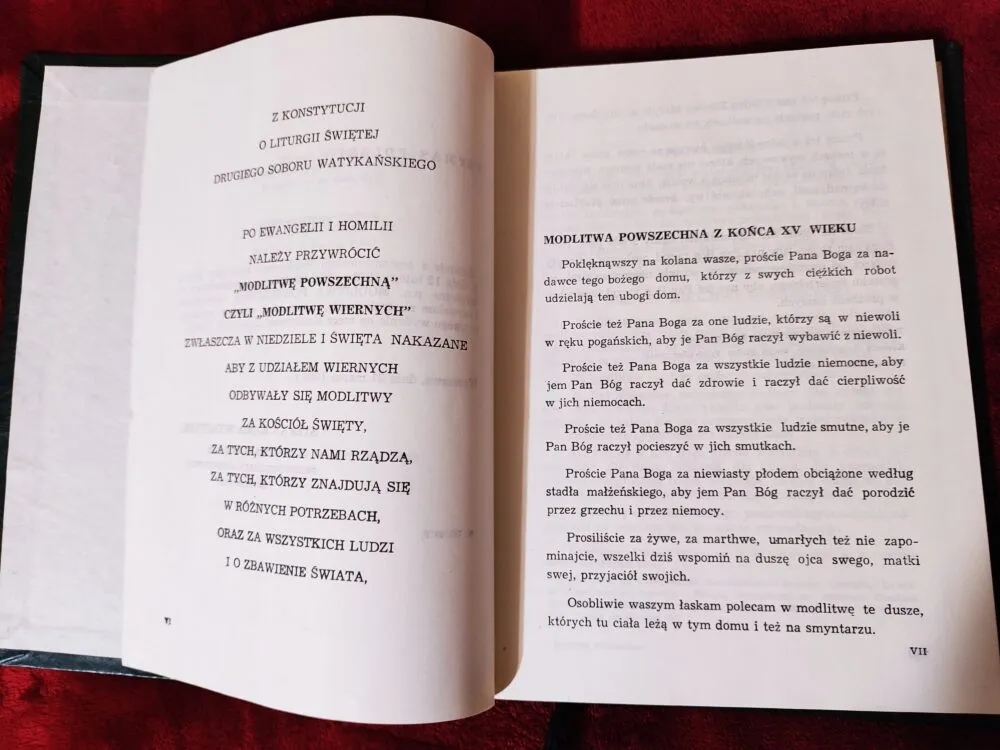 Z KONSTYTUCJI
O LITURGII ŚWIĘTEJ
DRUGIEGO SOBORU WATYKAŃSKIEGO
PO EWANGELII I HOMILII
NALEŻY PRZYWRÓCIĆ
„MODLITWĘ POWSZECHNĄ”
CZYLI „MODLITWĘ WIERNYCH”
ZWŁASZCZA W NIEDZIELE I ŚWIĘTA NAKAZANE
ABY Z UDZIAŁEM WIERNYCH
ODBYWAŁY SIĘ MODLITWY
ZA KOŚCIÓŁ ŚWIĘTY,
ZA TYCH, KTÓRZY NAMI RZĄDZĄ,
ZA TYCH, KTÓRZY ZNAJDUJĄ SIĘ
W RÓŻNYCH POTRZEBACH,
ORAZ ZA WSZYSTKICH LUDZI
I O ZBAWIENIE ŚWIATA,
VI
MODLITWA POWSZECHNA Z KOŃCA XV WIEKU
Poklęknąwszy na kolana wasze, proście Pana Boga za na-
dawce tego bożego domu, którzy z swych ciężkich robot
udzielają ten ubogi dom.
Proście też Pana Boga za one ludzie, którzy są w niewoli
w ręku pogańskich, aby je Pan Bóg raczył wybawić z niewoli.
Proście też Pana Boga za wszystkie ludzie niemocne, aby
jem Pan Bóg raczył dać zdrowie i raczył dać cierpliwość
w jich niemocach.
Proście też Pana Boga za wszystkie ludzie smutne, aby je
Pan Bóg raczył pocieszyć w jich smutkach.
Proście Pana Boga za niewiasty płodem obciążone według
stadła małżeńskiego, aby jem Pan Bóg raczył dać porodzić
przez grzechu i przez niemocy.
Prosiliście za żywe, za marthwe, umarłych też nie zapo-
minajcie, wszelki dziś wspomiń na duszę ojca swego, matki
swej, przyjaciół swojich.
Osobliwie waszym łaskam polecam w modlitwę te dusze,
których tu ciała leżą w tym domu i też na smyntarzu.
VII